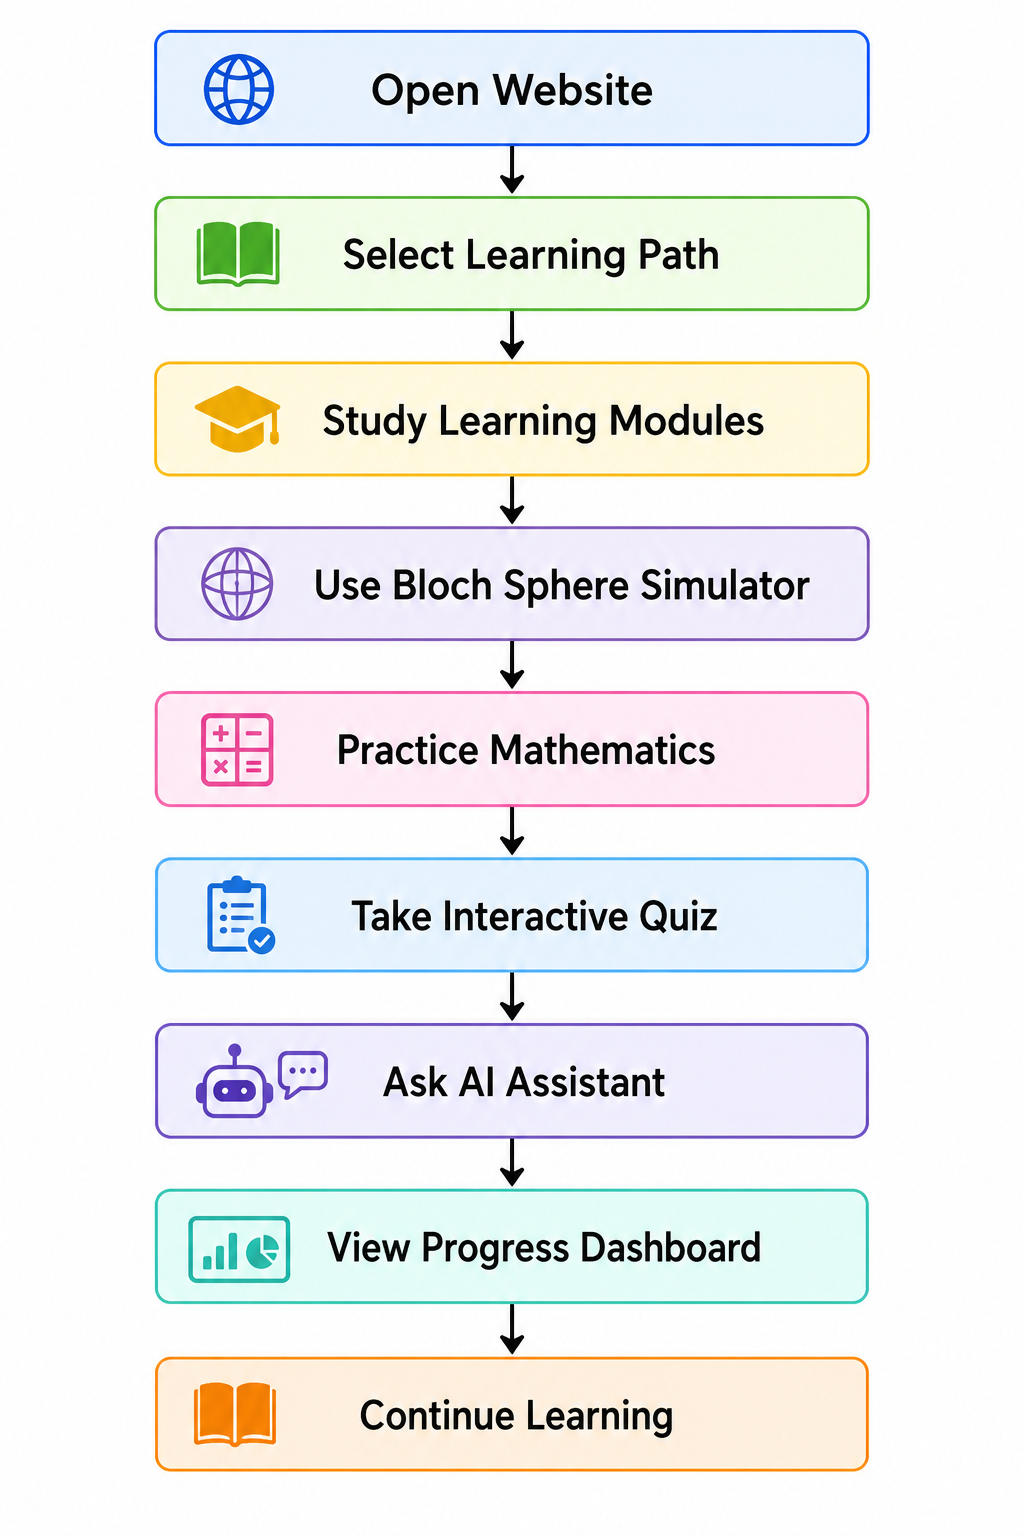 Open Website
Select Learning Path
Study Learning Modules
Use Bloch Sphere Simulator
Practice Mathematics
Take Interactive Quiz
Ask AI Assistant
View Progress Dashboard
Continue Learning